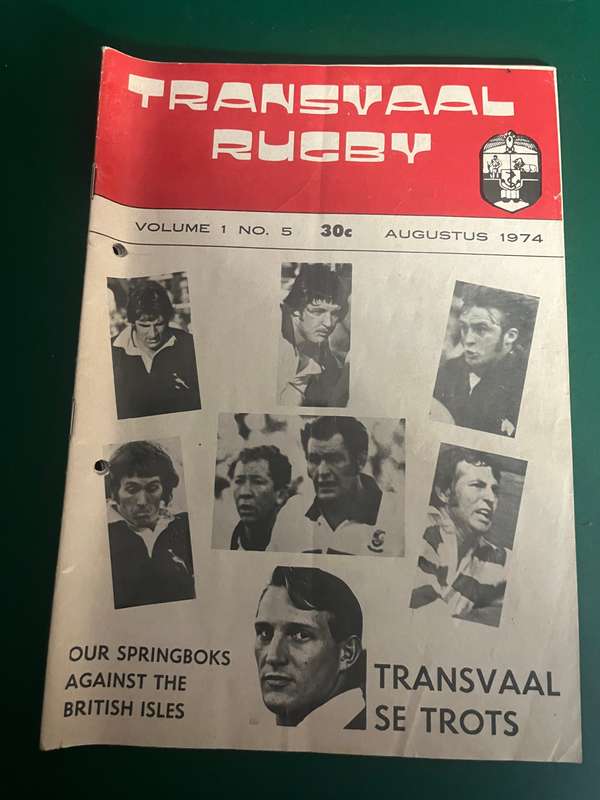 TRANSVAAL
RUGBY
VOLUME 1 NO. 5 30c AUGUSTUS 1974
OUR SPRINGBOKS
AGAINST THE
BRITISH ISLES
TRANSVAAL
SE TROTS